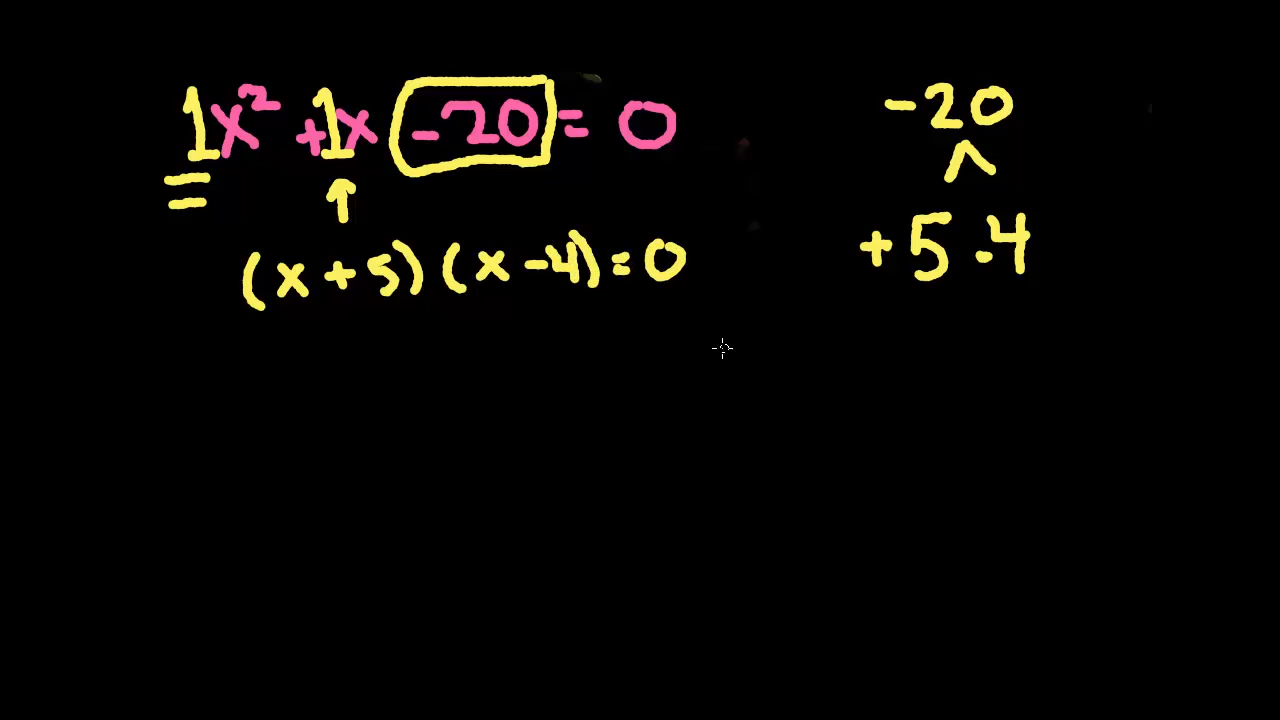 1x² +1x -20 = 0
-20
+5 -4
(x + 5) (x - 4) = 0